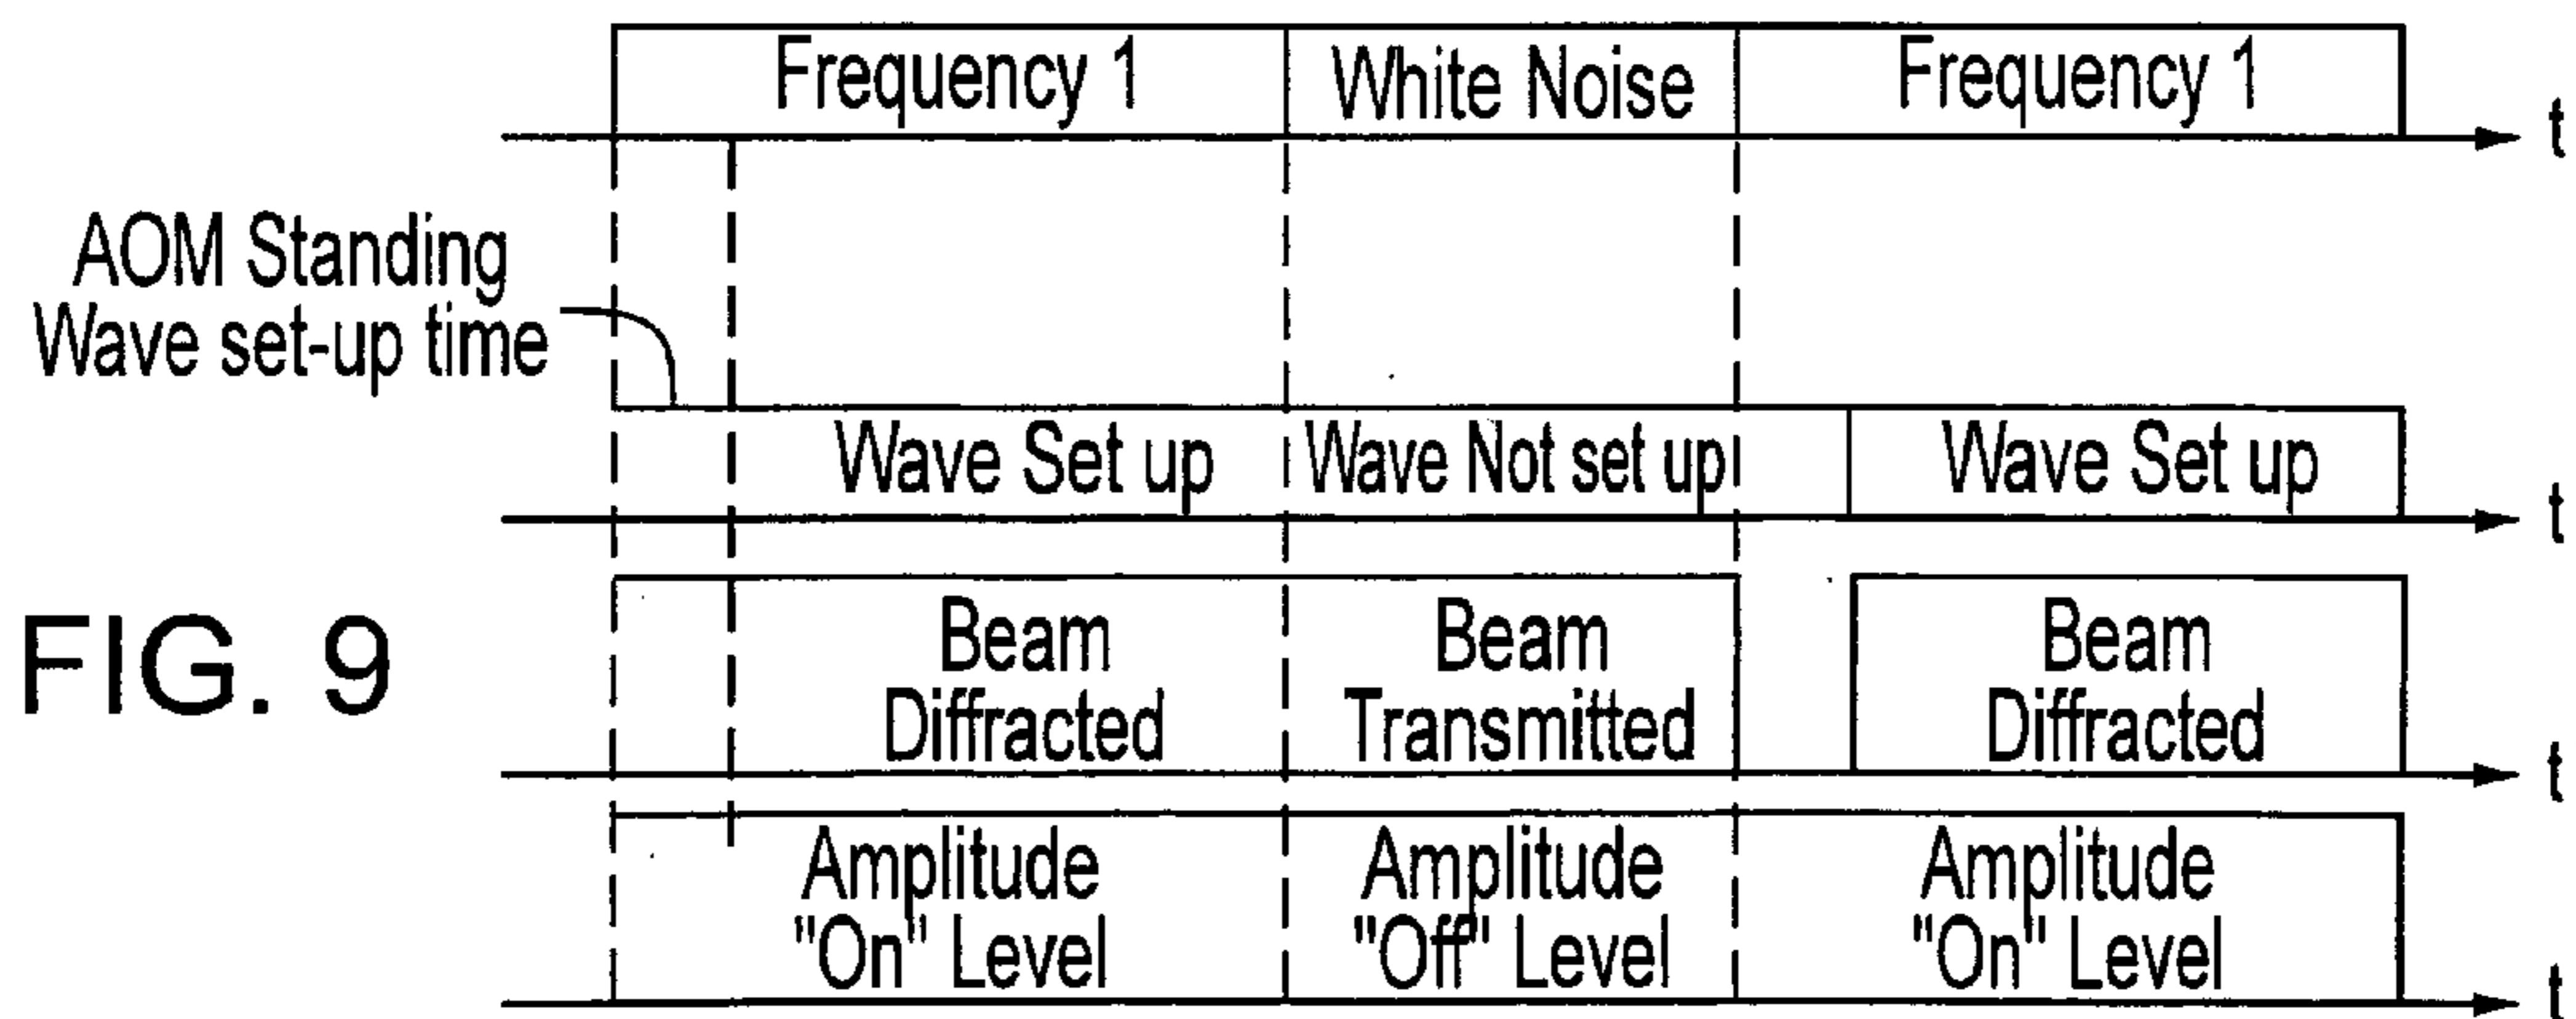 Frequency 1 White Noise Frequency 1
t
AOM Standing
Wave set-up time
Wave Set up Wave Not set up Wave Set up
t
FIG. 9
Beam Beam Beam
Diffracted Transmitted Diffracted
t
Amplitude Amplitude Amplitude
"On" Level "Off" Level "On" Level
t